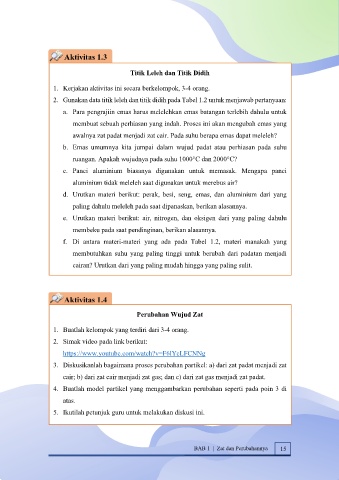 Aktivitas 1.3
Titik Leleh dan Titik Didih
1. Kerjakan aktivitas ini secara berkelompok, 3-4 orang.
2. Gunakan data titik leleh dan titik didih pada Tabel 1.2 untuk menjawab pertanyaan:
a. Para pengrajin emas harus melelehkan emas batangan terlebih dahulu untuk
membuat sebuah perhiasan yang indah. Proses ini akan mengubah emas yang
awalnya zat padat menjadi zat cair. Pada suhu berapa emas dapat meleleh?
b. Emas umumnya kita jumpai dalam wujud padat atau perhiasan pada suhu
ruangan. Apakah wujudnya pada suhu 1000°C dan 2000°C?
c. Panci aluminium biasanya digunakan untuk memasak. Mengapa panci
aluminium tidak meleleh saat digunakan untuk merebus air?
d. Urutkan materi berikut: perak, besi, seng, emas, dan aluminium dari yang
paling dahulu meleleh pada saat dipanaskan, berikan alasannya.
e. Urutkan materi berikut: air, nitrogen, dan oksigen dari yang paling dahulu
membeku pada saat pendinginan, berikan alasannya.
f. Di antara materi-materi yang ada pada Tabel 1.2, materi manakah yang
membutuhkan suhu yang paling tinggi untuk berubah dari padatan menjadi
cairan? Urutkan dari yang paling mudah hingga yang paling sulit.
Aktivitas 1.4
Perubahan Wujud Zat
1. Buatlah kelompok yang terdiri dari 3-4 orang.
2. Simak video pada link berikut:
https://www.youtube.com/watch?v=
3. Diskusikanlah bagaimana proses perubahan partikel: a) dari zat padat menjadi zat
cair; b) dari zat cair menjadi zat gas; dan c) dari zat gas menjadi zat padat.
4. Buatlah model partikel yang menggambarkan perubahan seperti pada poin 3 di
atas.
5. Ikutilah petunjuk guru untuk melakukan diskusi ini.
BAB 1 | Zat dan Perubahannya 15